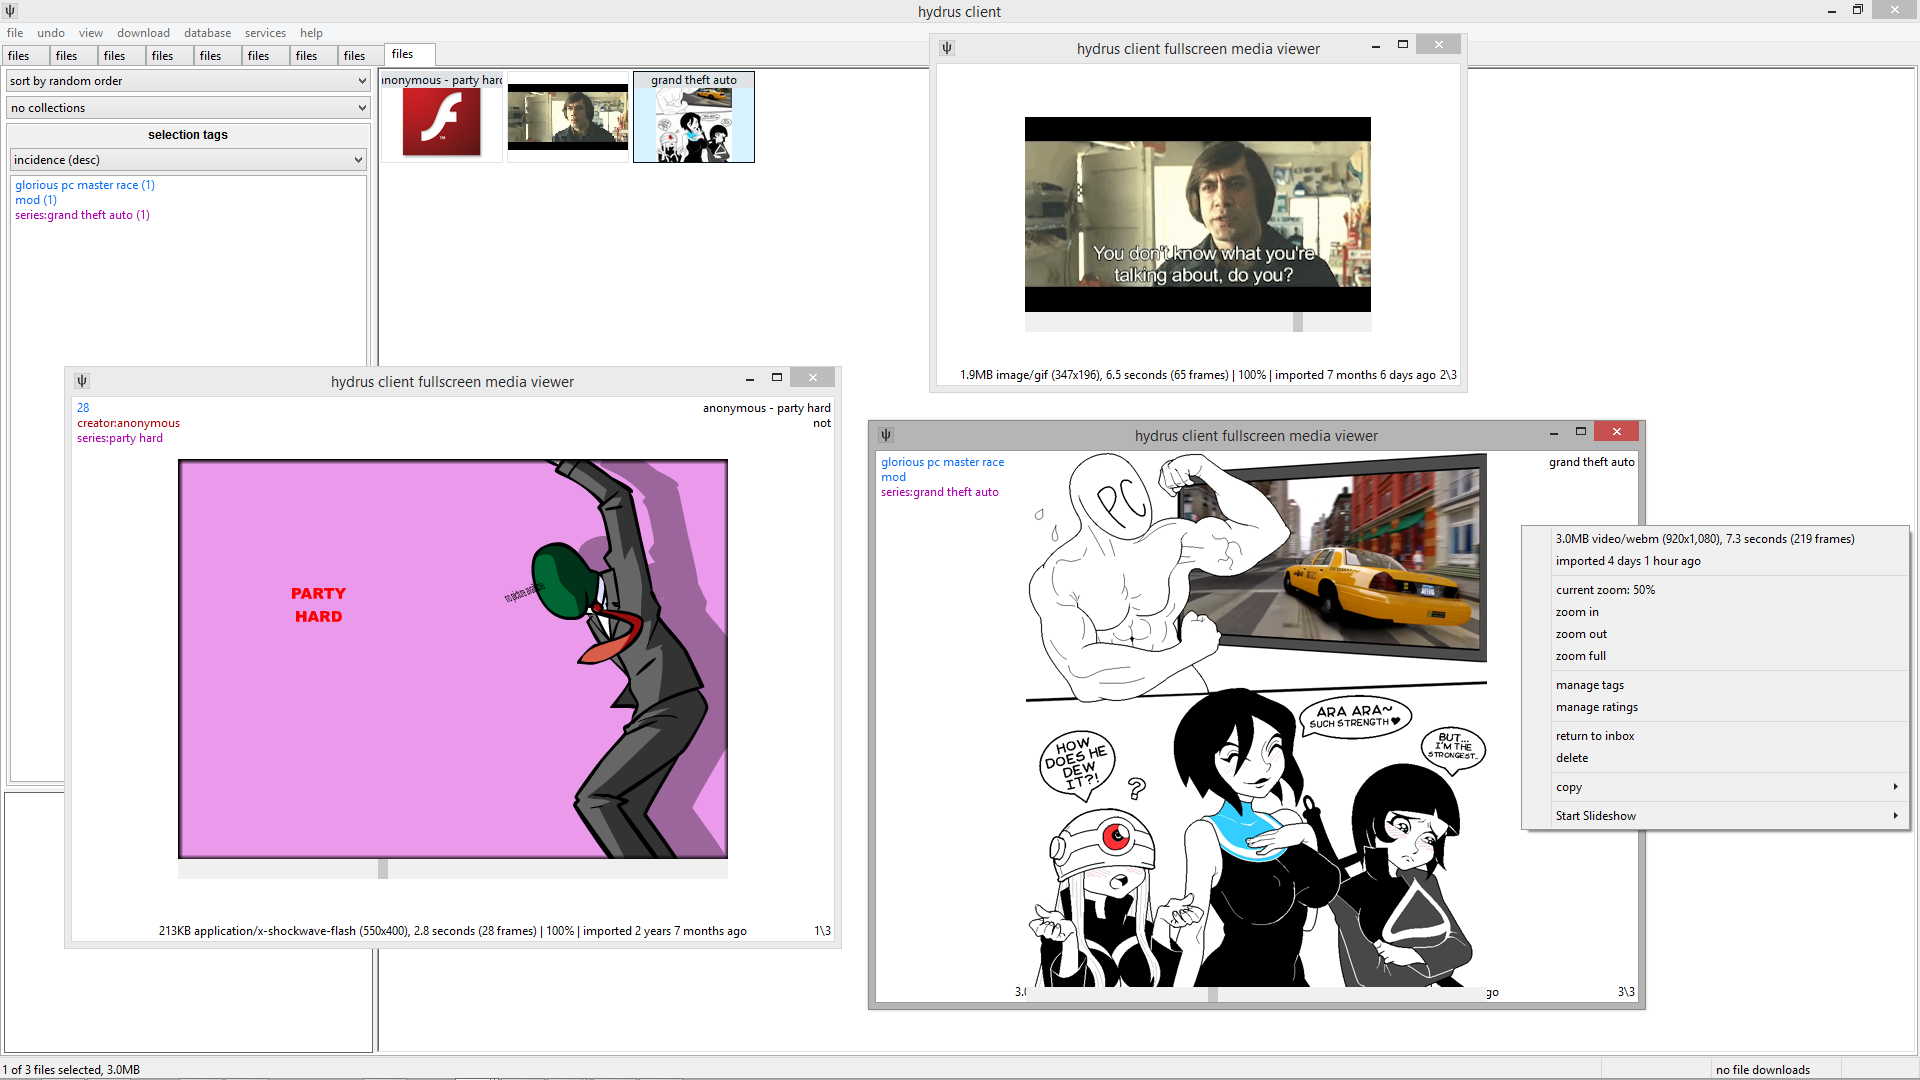 hydrus client
file undo view download database services help
files files files files files files files files files
sort by random order
no collections
selection tags
incidence (desc)
glorious pc master race (1)
mod (1)
series:grand theft auto (1)
nonymous - party hard
grand theft auto
hydrus client fullscreen media viewer
You don't know what you're
talking about, do you?
1.9MB image/gif (347x196), 6.5 seconds (65 frames) | 100% | imported 7 months 6 days ago 2\3
hydrus client fullscreen media viewer
28
creator:anonymous
series:party hard
anonymous - party hard
not
PARTY
HARD
no picture available
213KB application/x-shockwave-flash (550x400), 2.8 seconds (28 frames) | 100% | imported 2 years 7 months ago
1\3
hydrus client fullscreen media viewer
glorious pc master race
mod
series:grand theft auto
grand theft auto
PC
ARA ARA~
SUCH STRENGTH♥
BUT...
I'M THE
STRONGEST...
HOW
DOES HE
DEW
IT?!
?
3.0
go
3\3
3.0MB video/webm (920x1,080), 7.3 seconds (219 frames)
imported 4 days 1 hour ago
current zoom: 50%
zoom in
zoom out
zoom full
manage tags
manage ratings
return to inbox
delete
copy
Start Slideshow
1 of 3 files selected, 3.0MB
no file downloads